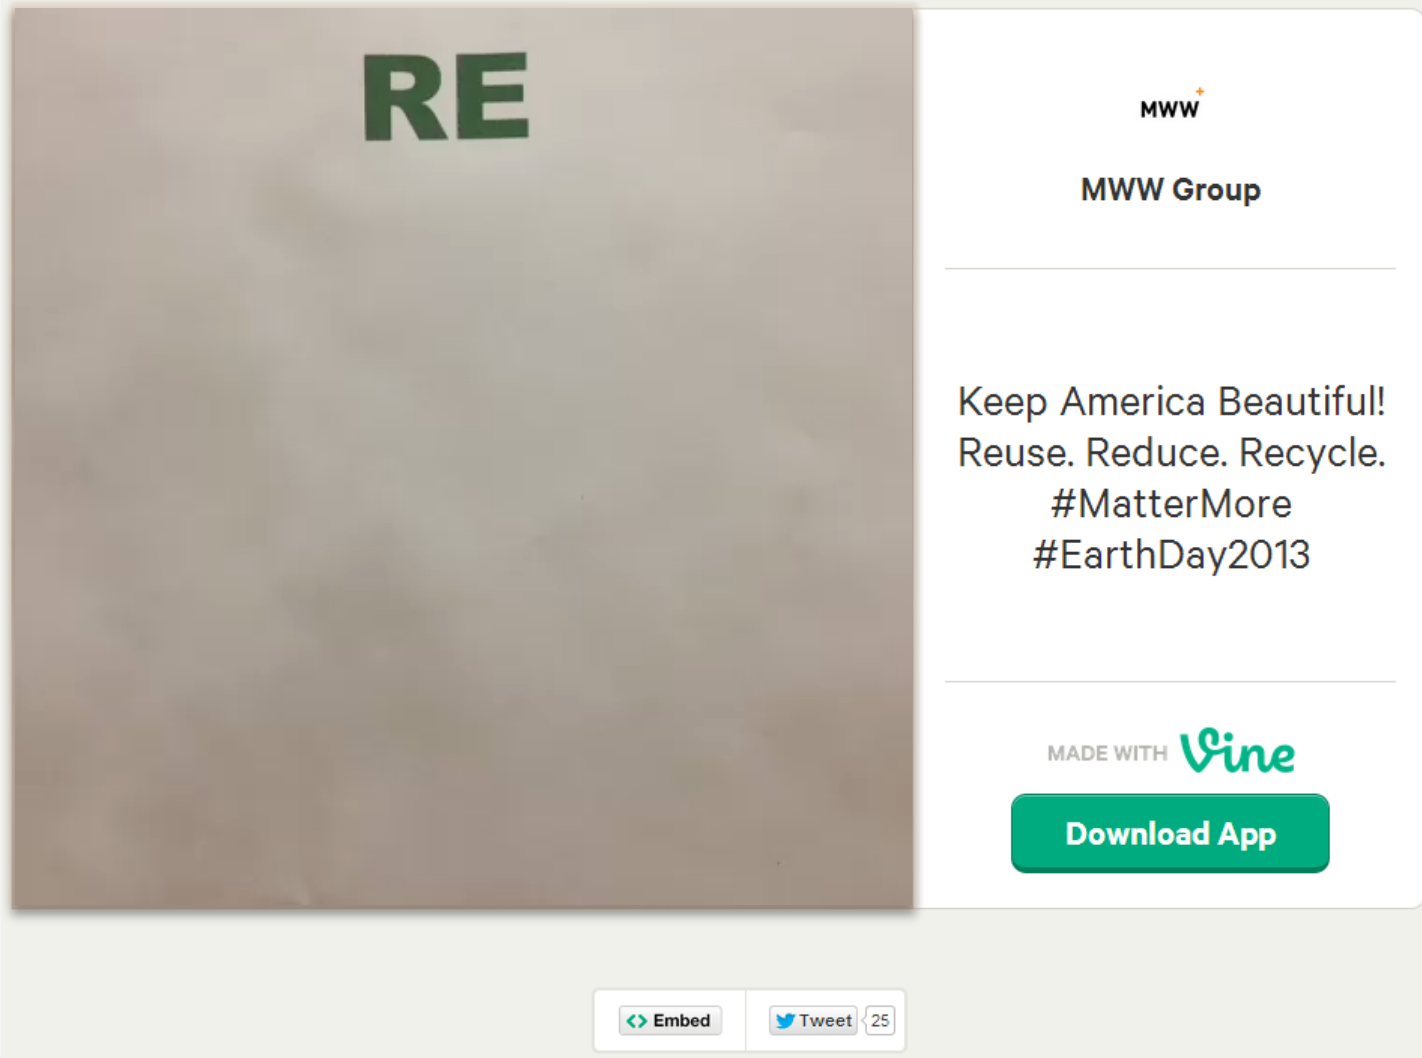 RE
MWW+
MWW Group
Keep America Beautiful!
Reuse. Reduce. Recycle.
#MatterMore
#EarthDay2013
MADE WITH Vine
Download App
<> Embed
Tweet 25